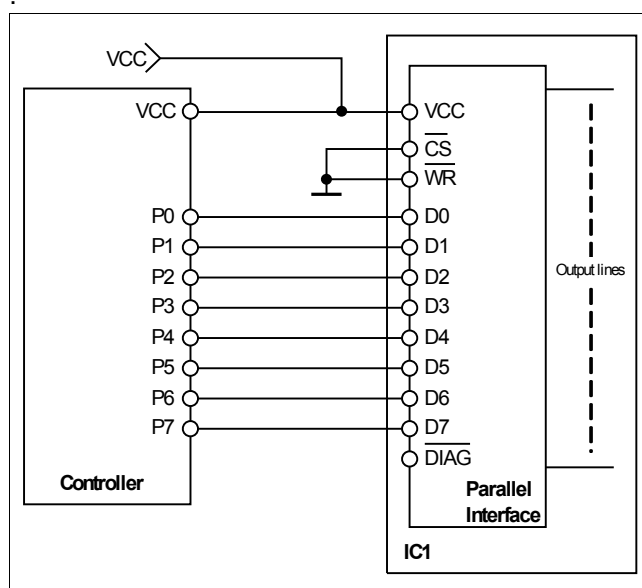 .
VCC
VCC VCC
CS
WR
P0 D0
P1 D1
P2 D2
P3 D3
P4 D4
P5 D5
P6 D6
P7 D7
DIAG
Output lines
Controller
Parallel
Interface
IC1